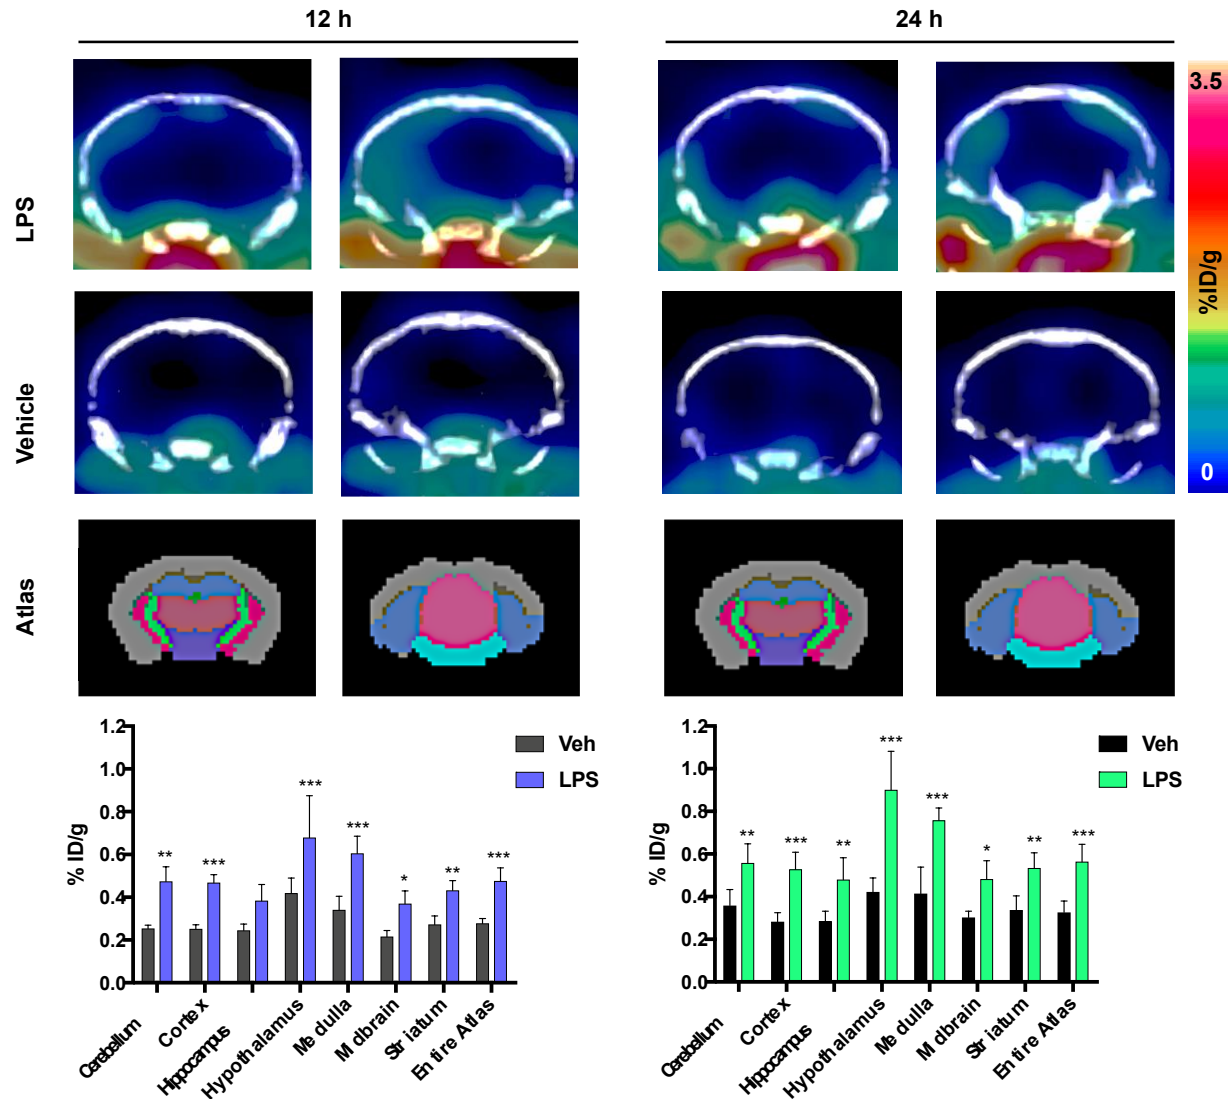 12 h
24 h
LPS
3.5
%ID/g
0
Vehicle
Atlas
1.2
1.0
0.8
0.6
0.4
0.2
0.0
% ID/g
Veh
LPS
**
***
***
***
*
**
***
Cerebellum
Cortex
Hippocampus
Hypothalamus
Medulla
Midbrain
Striatum
Entire Atlas
1.2
1.0
0.8
0.6
0.4
0.2
0.0
% ID/g
Veh
LPS
**
***
**
***
***
*
**
***
Cerebellum
Cortex
Hippocampus
Hypothalamus
Medulla
Midbrain
Striatum
Entire Atlas